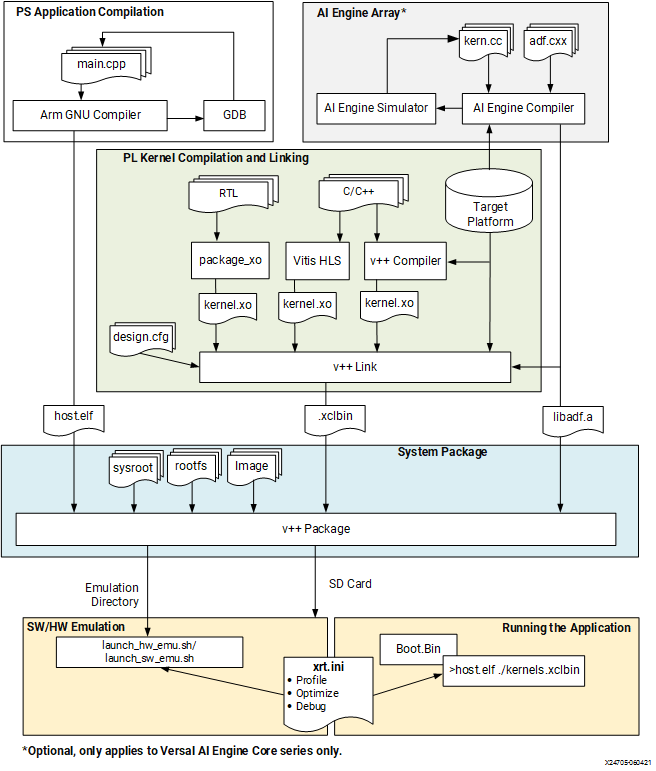 PS Application Compilation
main.cpp
Arm GNU Compiler
GDB
AI Engine Array*
kern.cc
adf.cxx
AI Engine Simulator
AI Engine Compiler
PL Kernel Compilation and Linking
RTL
C/C++
Target
Platform
package_xo
Vitis HLS
v++ Compiler
kernel.xo
kernel.xo
kernel.xo
design.cfg
v++ Link
host.elf
.xclbin
libadf.a
System Package
sysroot
rootfs
Image
v++ Package
Emulation
Directory
SD Card
SW/HW Emulation
launch_hw_emu.sh/
launch_sw_emu.sh
xrt.ini
• Profile
• Optimize
• Debug
Running the Application
Boot.Bin
>host.elf ./kernels.xclbin
*Optional, only applies to Versal AI Engine Core series only.
X24705-060421